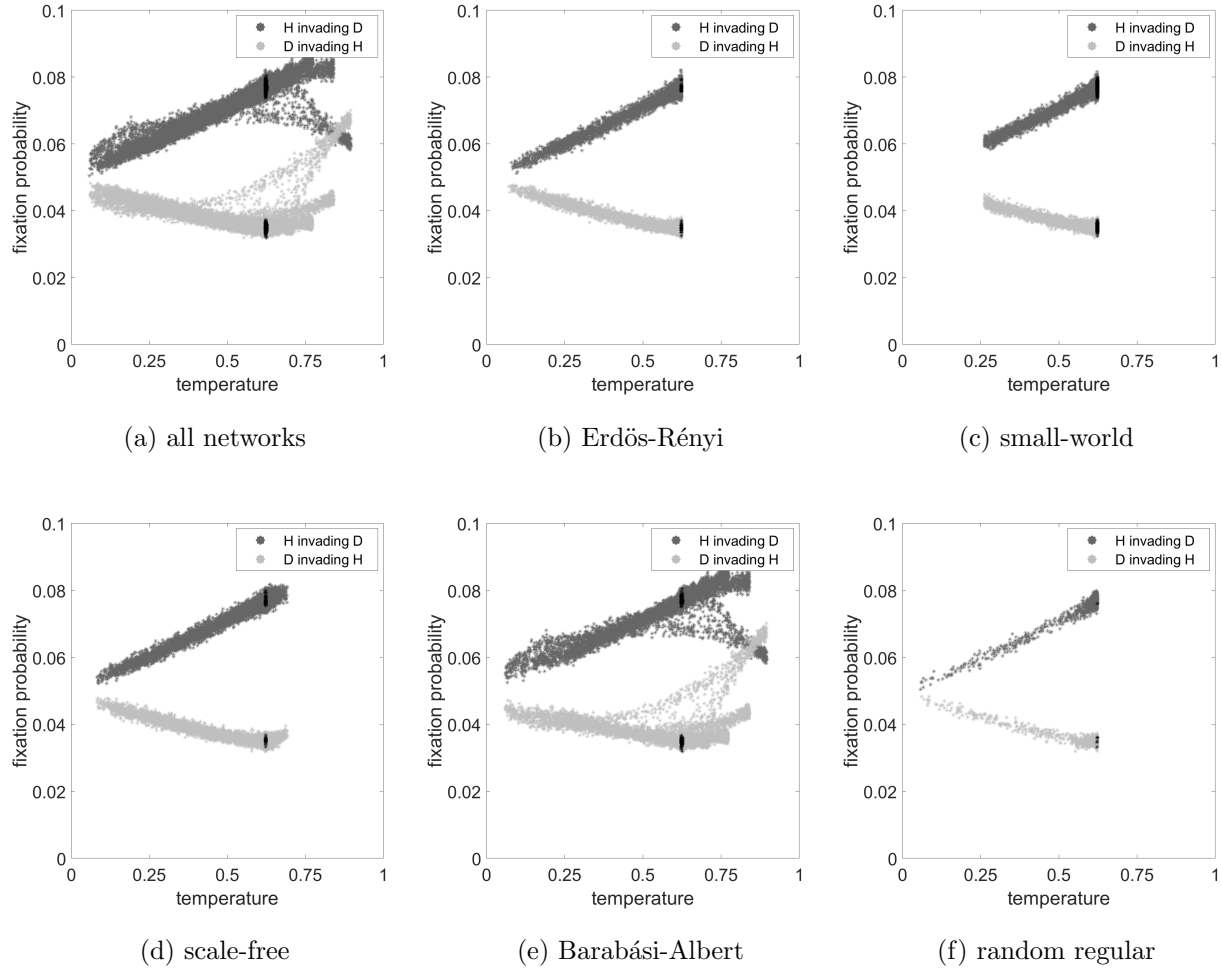 0.1
0.08
0.06
0.04
0.02
0
fixation probability
H invading D
D invading H
0 0.25 0.5 0.75 1
temperature
(a) all networks
0.1
0.08
0.06
0.04
0.02
0
fixation probability
H invading D
D invading H
0 0.25 0.5 0.75 1
temperature
(b) Erdös-Rényi
0.1
0.08
0.06
0.04
0.02
0
fixation probability
H invading D
D invading H
0 0.25 0.5 0.75 1
temperature
(c) small-world
0.1
0.08
0.06
0.04
0.02
0
fixation probability
H invading D
D invading H
0 0.25 0.5 0.75 1
temperature
(d) scale-free
0.1
0.08
0.06
0.04
0.02
0
fixation probability
H invading D
D invading H
0 0.25 0.5 0.75 1
temperature
(e) Barabási-Albert
0.1
0.08
0.06
0.04
0.02
0
fixation probability
H invading D
D invading H
0 0.25 0.5 0.75 1
temperature
(f) random regular